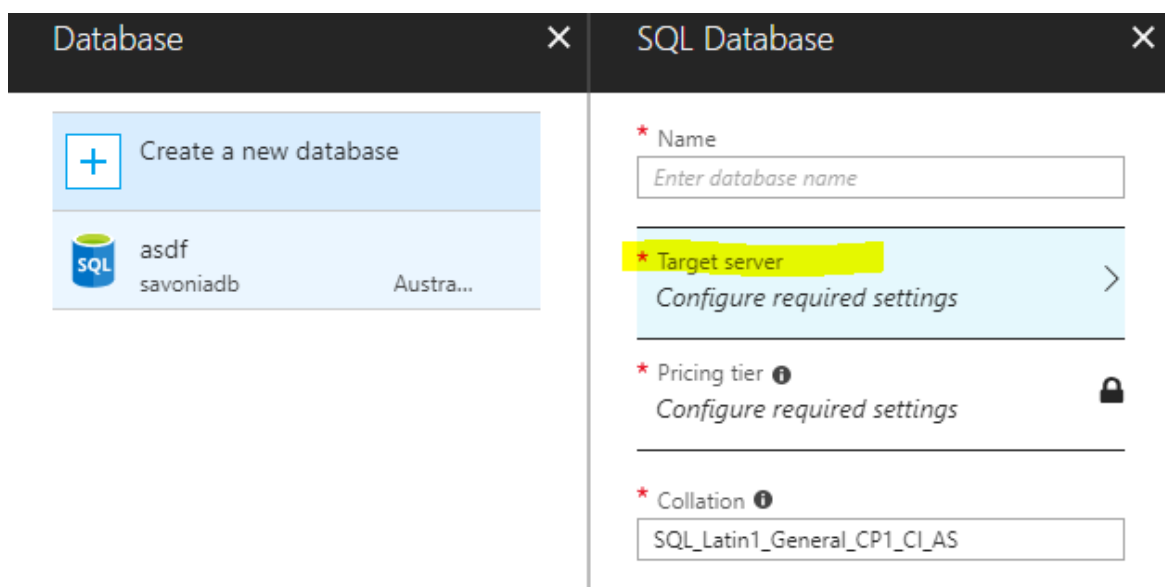 Database
Create a new database
SQL
asdf
savoniadb
Austra...
SQL Database
* Name
Enter database name
* Target server
Configure required settings
* Pricing tier
Configure required settings
* Collation
SQL_Latin1_General_CP1_CI_AS